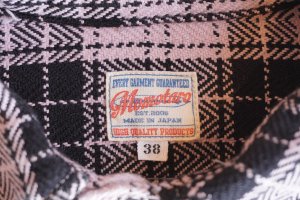 EVERY GARMENT GUARANTEED
Momotaro
EST. 2006
MADE IN JAPAN
HIGH QUALITY PRODUCTS
38